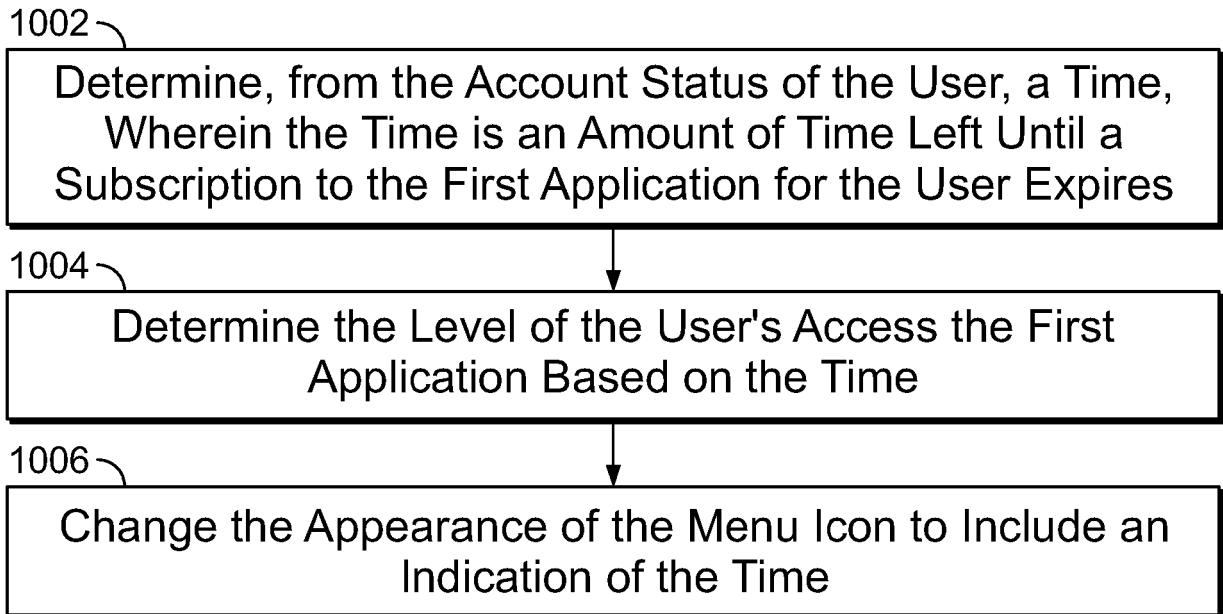 1002
Determine, from the Account Status of the User, a Time,
Wherein the Time is an Amount of Time Left Until a
Subscription to the First Application for the User Expires
1004
Determine the Level of the User's Access the First
Application Based on the Time
1006
Change the Appearance of the Menu Icon to Include an
Indication of the Time